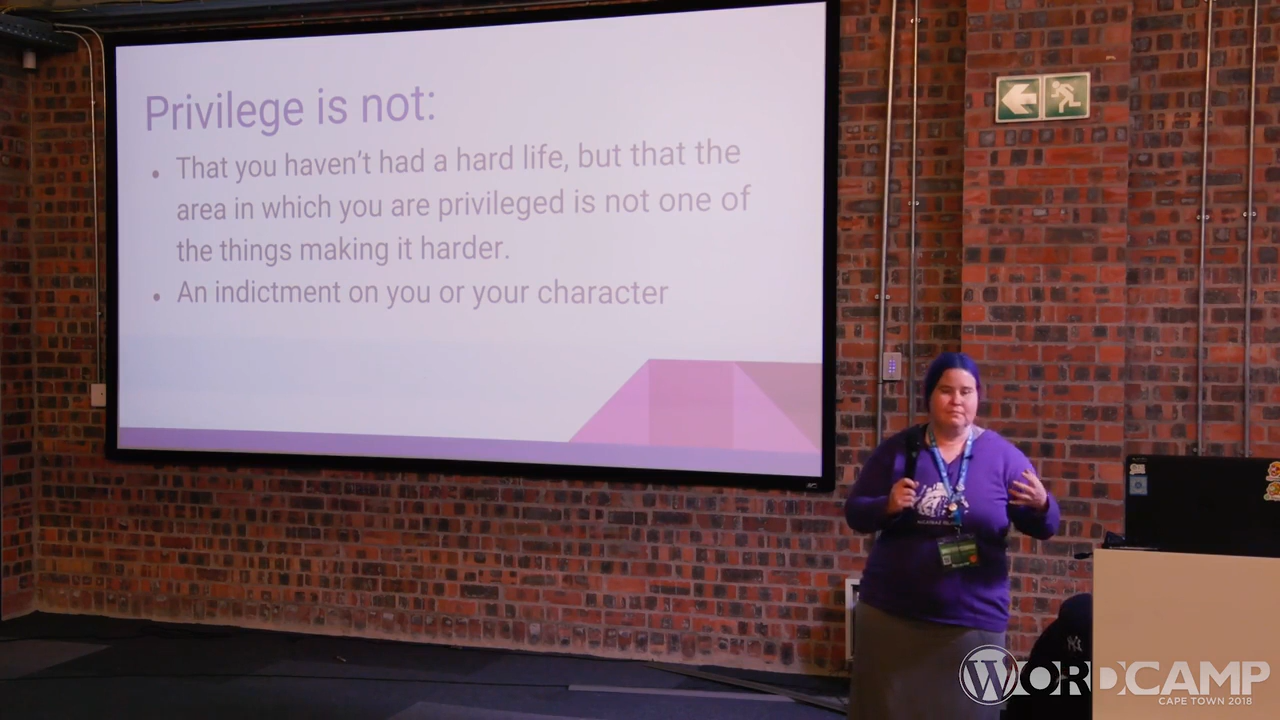 Privilege is not:
• That you haven't had a hard life, but that the
area in which you are privileged is not one of
the things making it harder.
• An indictment on you or your character
WORDCAMP
CAPE TOWN 2018